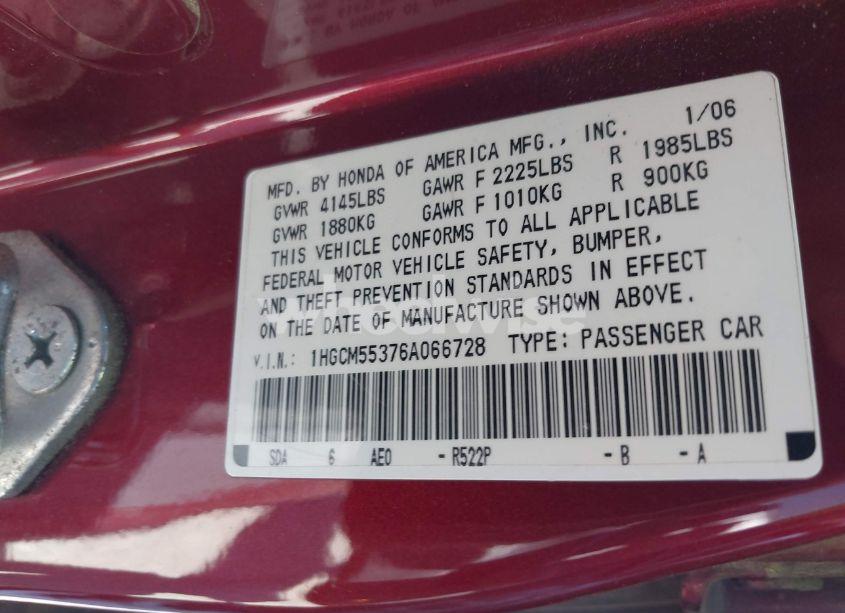 1/06
MFD. BY HONDA OF AMERICA MFG., INC.
GVWR 4145LBS GAWR F 2225LBS R 1985LBS
GVWR 1880KG GAWR F 1010KG R 900KG
THIS VEHICLE CONFORMS TO ALL APPLICABLE
FEDERAL MOTOR VEHICLE SAFETY, BUMPER,
AND THEFT PREVENTION STANDARDS IN EFFECT
ON THE DATE OF MANUFACTURE SHOWN ABOVE.
V.I.N.: 1HGCM55376A066728 TYPE: PASSENGER CAR
SDA 6 AE0 - R522P - B - A
wheelwise